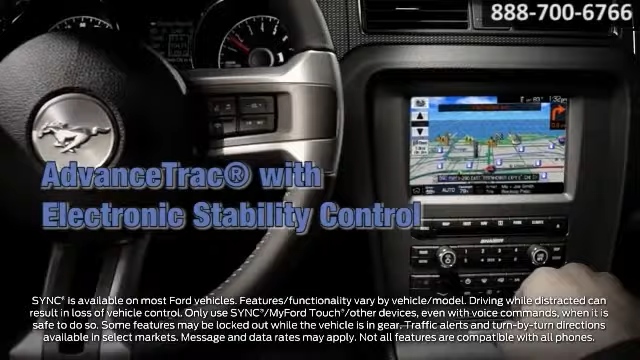 888-700-6766
1:32
AdvanceTrac® with
Electronic Stability Control
SYNC® is available on most Ford vehicles. Features/functionality vary by vehicle/model. Driving while distracted can
result in loss of vehicle control. Only use SYNC®/MyFord Touch®/other devices, even with voice commands, when it is
safe to do so. Some features may be locked out while the vehicle is in gear. Traffic alerts and turn-by-turn directions
available in select markets. Message and data rates may apply. Not all features are compatible with all phones.